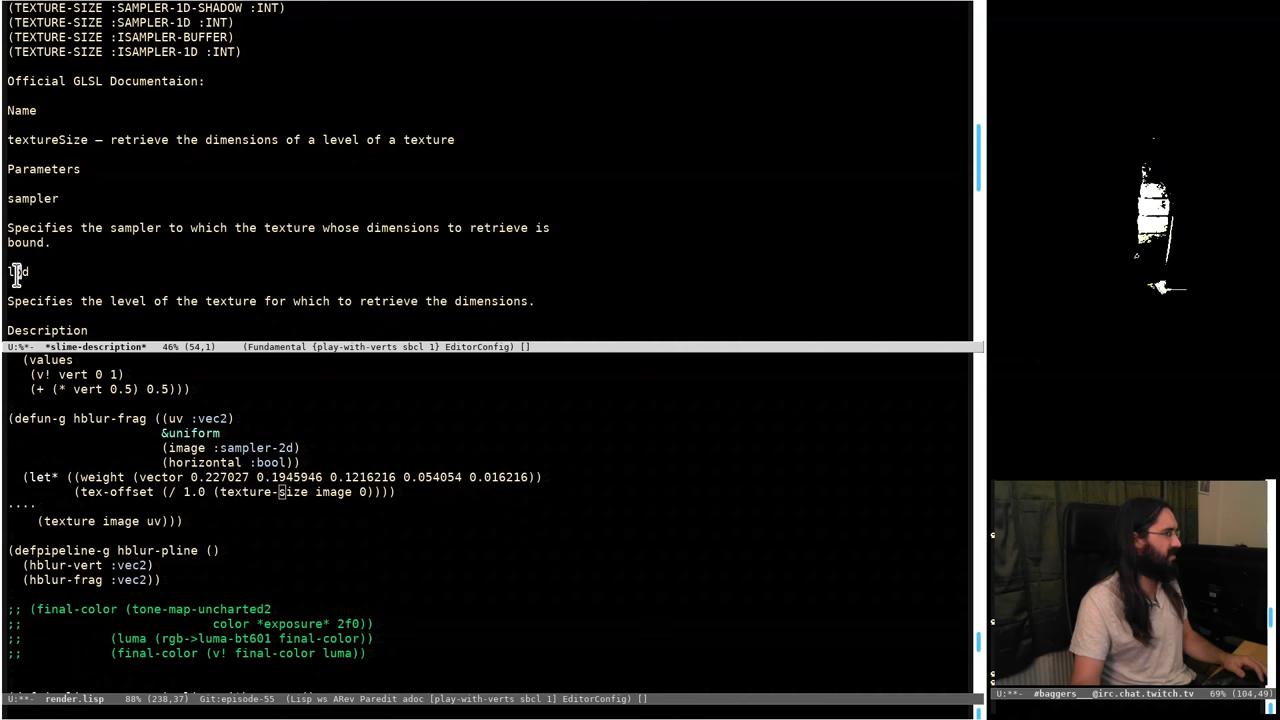 (TEXTURE-SIZE :SAMPLER-1D-SHADOW :INT)
(TEXTURE-SIZE :SAMPLER-1D :INT)
(TEXTURE-SIZE :ISAMPLER-BUFFER)
(TEXTURE-SIZE :ISAMPLER-1D :INT)
Official GLSL Documentaion:
Name
textureSize — retrieve the dimensions of a level of a texture
Parameters
sampler
Specifies the sampler to which the texture whose dimensions to retrieve is
bound.
lod
Specifies the level of the texture for which to retrieve the dimensions.
Description
U:%*-  *slime-description*   46% (54,1)     (Fundamental {play-with-verts sbcl 1} EditorConfig) []
(values
(v! vert 0 1)
(+ (* vert 0.5) 0.5)))
(defun-g hblur-frag ((uv :vec2)
&uniform
(image :sampler-2d)
(horizontal :bool))
(let* ((weight (vector 0.227027 0.1945946 0.1216216 0.054054 0.016216))
(tex-offset (/ 1.0 (texture-size image 0))))
....
(texture image uv)))
(defpipeline-g hblur-pline ()
(hblur-vert :vec2)
(hblur-frag :vec2))
;; (final-color (tone-map-uncharted2
;;               color *exposure* 2f0))
;;       (luma (rgb->luma-bt601 final-color))
;;       (final-color (v! final-color luma))
U:**-  render.lisp    88% (238,37)   Git:episode-55  (Lisp ws ARev Paredit adoc [play-with-verts sbcl 1] EditorConfig) []
U:**-  #baggers___@irc.chat.twitch.tv   69% (104,49)